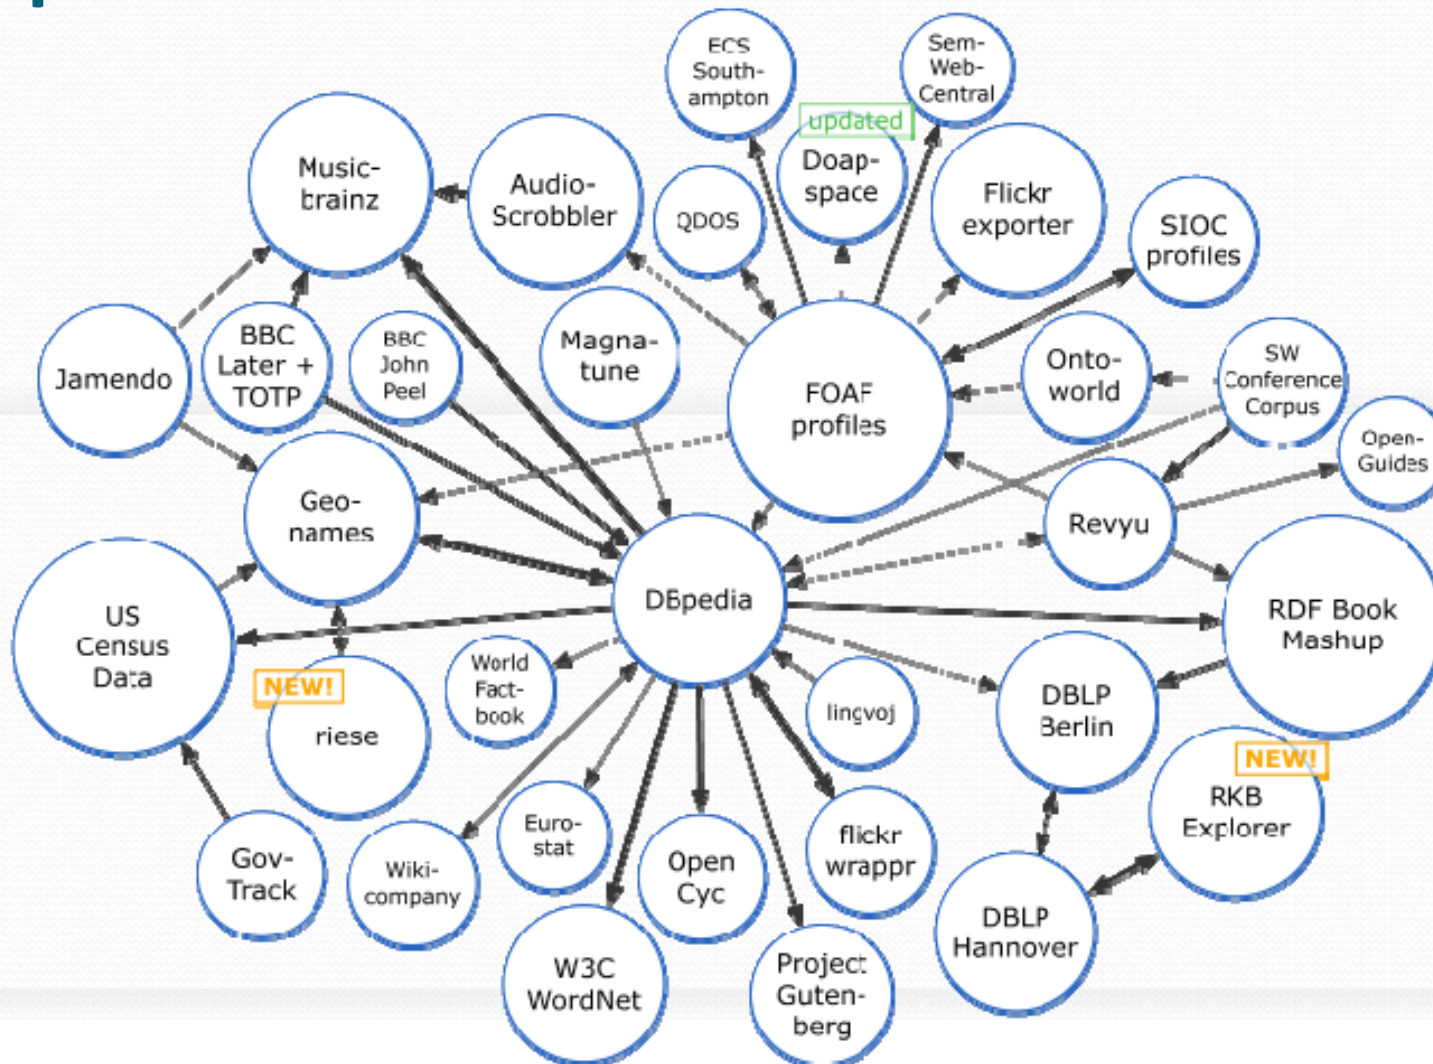 ECS
South-
ampton
Sem-
Web-
Central
updated
Doap-
space
Music-
brainz
Audio-
Scrobbler
QDOS
Flickr
exporter
SIOC
profiles
Jamendo
BBC
Later +
TOTP
BBC
John
Peel
Magna-
tune
FOAF
profiles
Onto-
world
SW
Conference
Corpus
Open-
Guides
Geo-
names
Revyu
US
Census
Data
DBpedia
RDF Book
Mashup
NEW!
riese
World
Fact-
book
lingvoj
DBLP
Berlin
NEW!
RKB
Explorer
Gov-
Track
Wiki-
company
Euro-
stat
Open
Cyc
flickr
wrappr
DBLP
Hannover
W3C
WordNet
Project
Guten-
berg